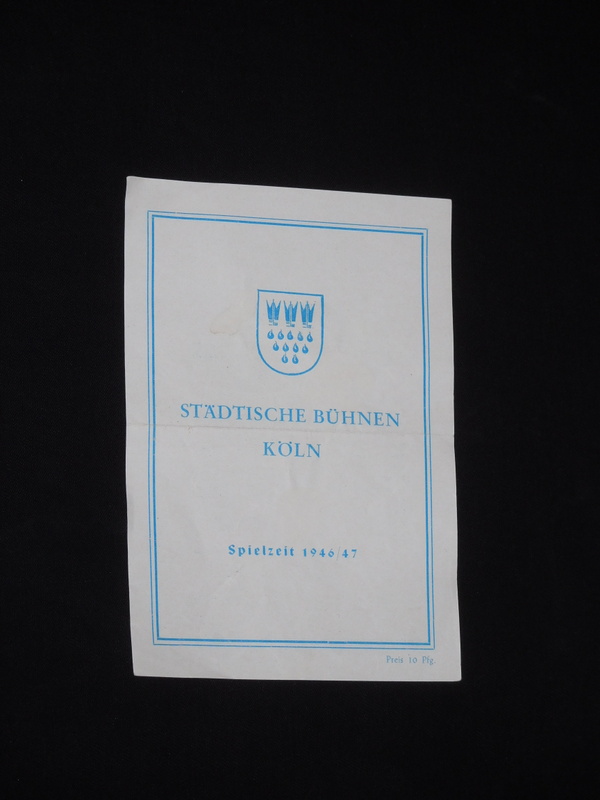 STÄDTISCHE BÜHNEN
KÖLN
Spielzeit 1946/47
Preis 10 Pfg.